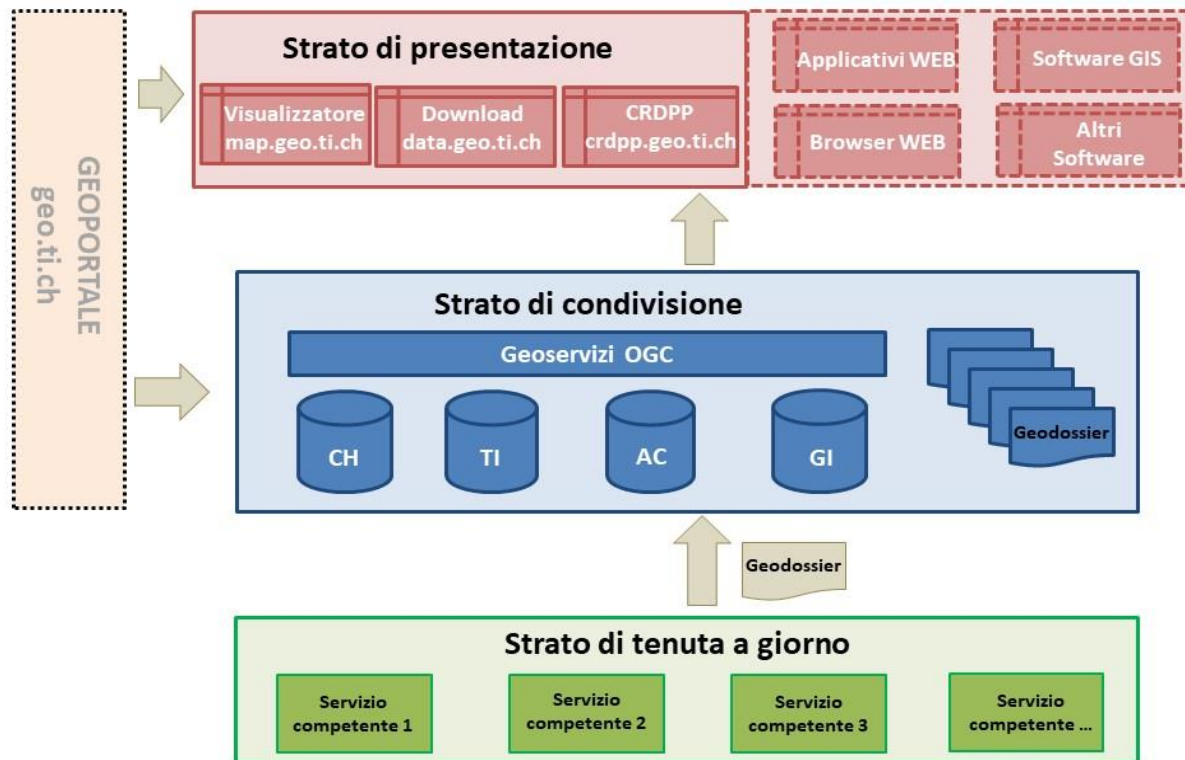 GEOPORTALE
geo.ti.ch
Strato di presentazione
Visualizzatore
map.geo.ti.ch
Download
data.geo.ti.ch
CRDPP
crdpp.geo.ti.ch
Applicativi WEB
Software GIS
Browser WEB
Altri
Software
Strato di condivisione
Geoservizi OGC
CH
TI
AC
GI
Geodossier
Geodossier
Strato di tenuta a giorno
Servizio
competente 1
Servizio
competente 2
Servizio
competente 3
Servizio
competente ...